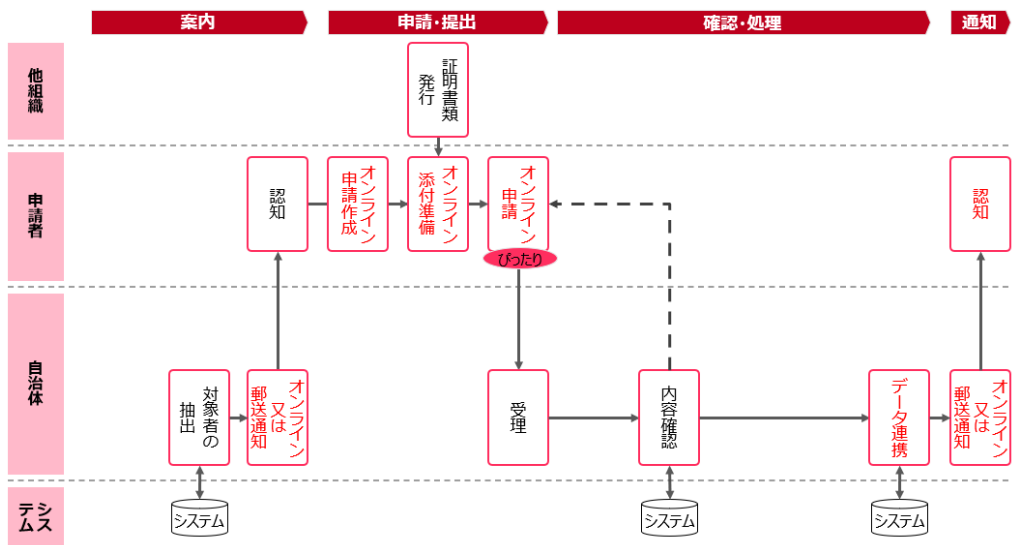 案内
申請・提出
確認・処理
通知
他組織
証明書類
発行
申請者
認知
オンライン
申請作成
オンライン
添付準備
オンライン
申請
ぴったり
認知
自治体
対象者の
抽出
オンライン
又は
郵送通知
受理
内容確認
データ連携
オンライン
又は
郵送通知
シス
テム
システム
システム
システム